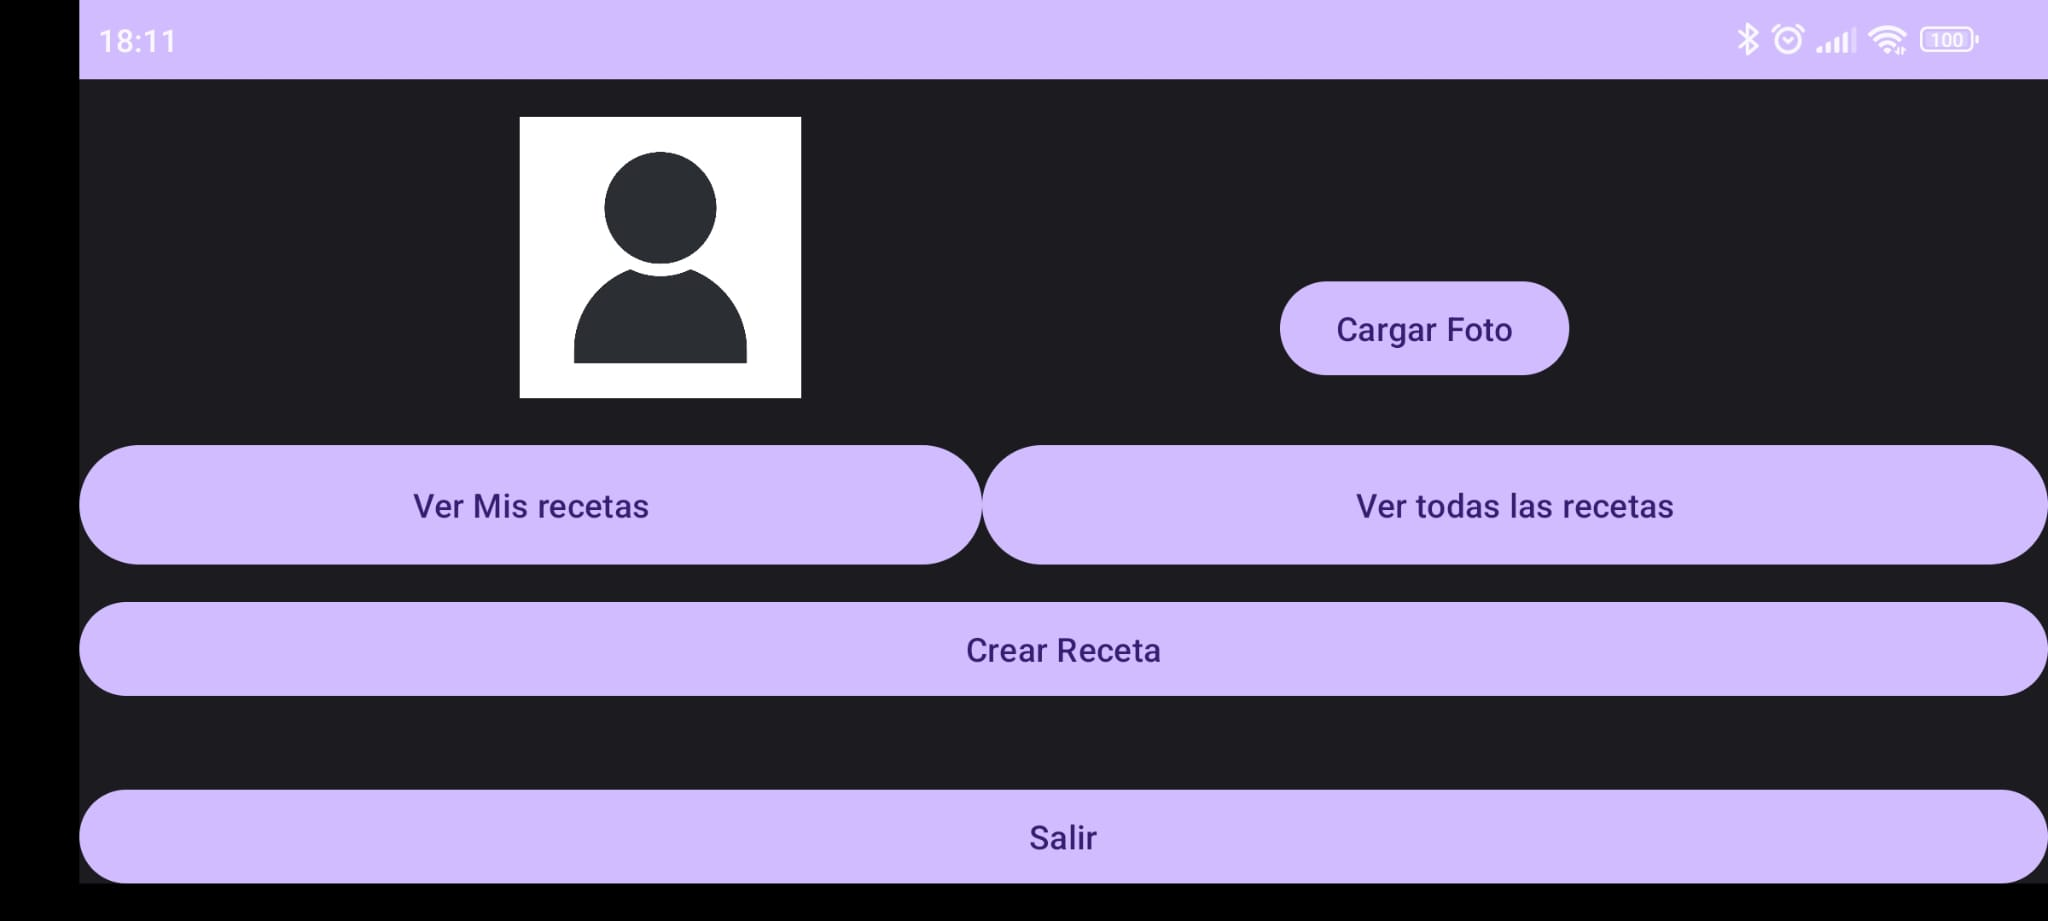 18:11
100
Cargar Foto
Ver Mis recetas
Ver todas las recetas
Crear Receta
Salir